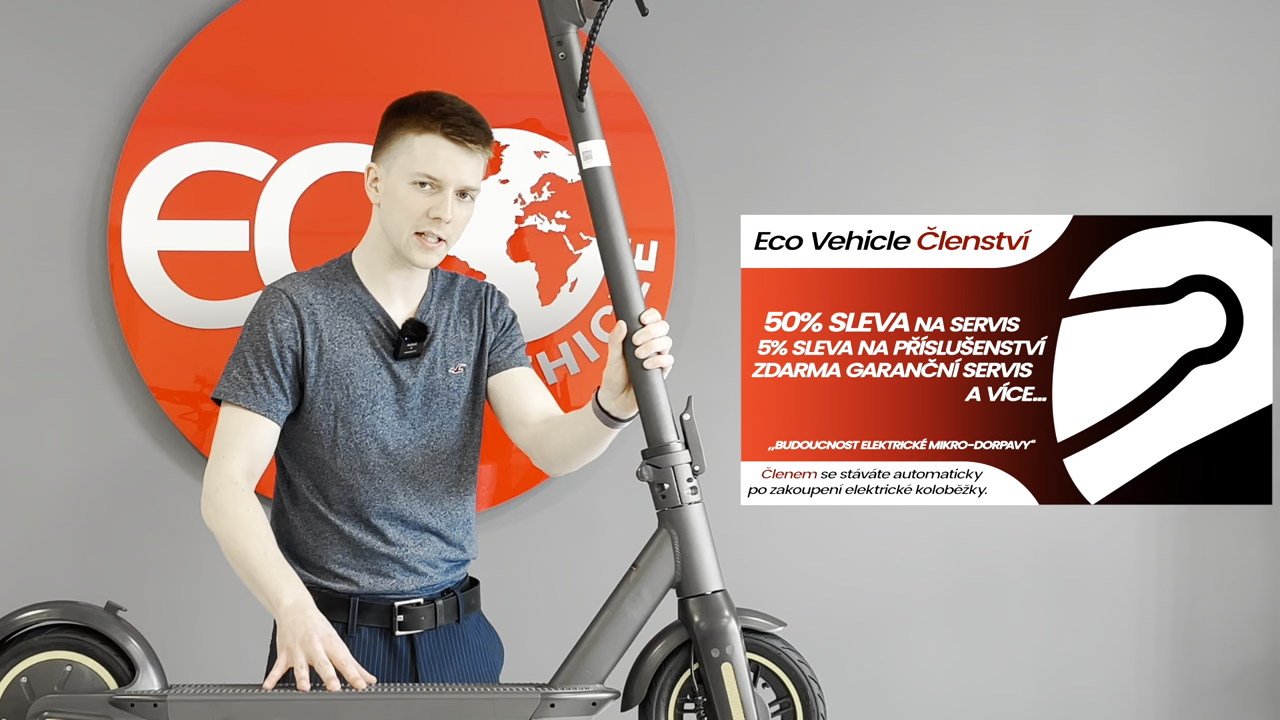 ECO
VEHICLE
Eco Vehicle Členství
50% SLEVA NA SERVIS
5% SLEVA NA PŘÍSLUŠENSTVÍ
ZDARMA GARANČNÍ SERVIS
A VÍCE...
„BUDOUCNOST ELEKTRICKÉ MIKRO-DORPAVY"
Členem se stáváte automaticky
po zakoupení elektrické koloběžky.